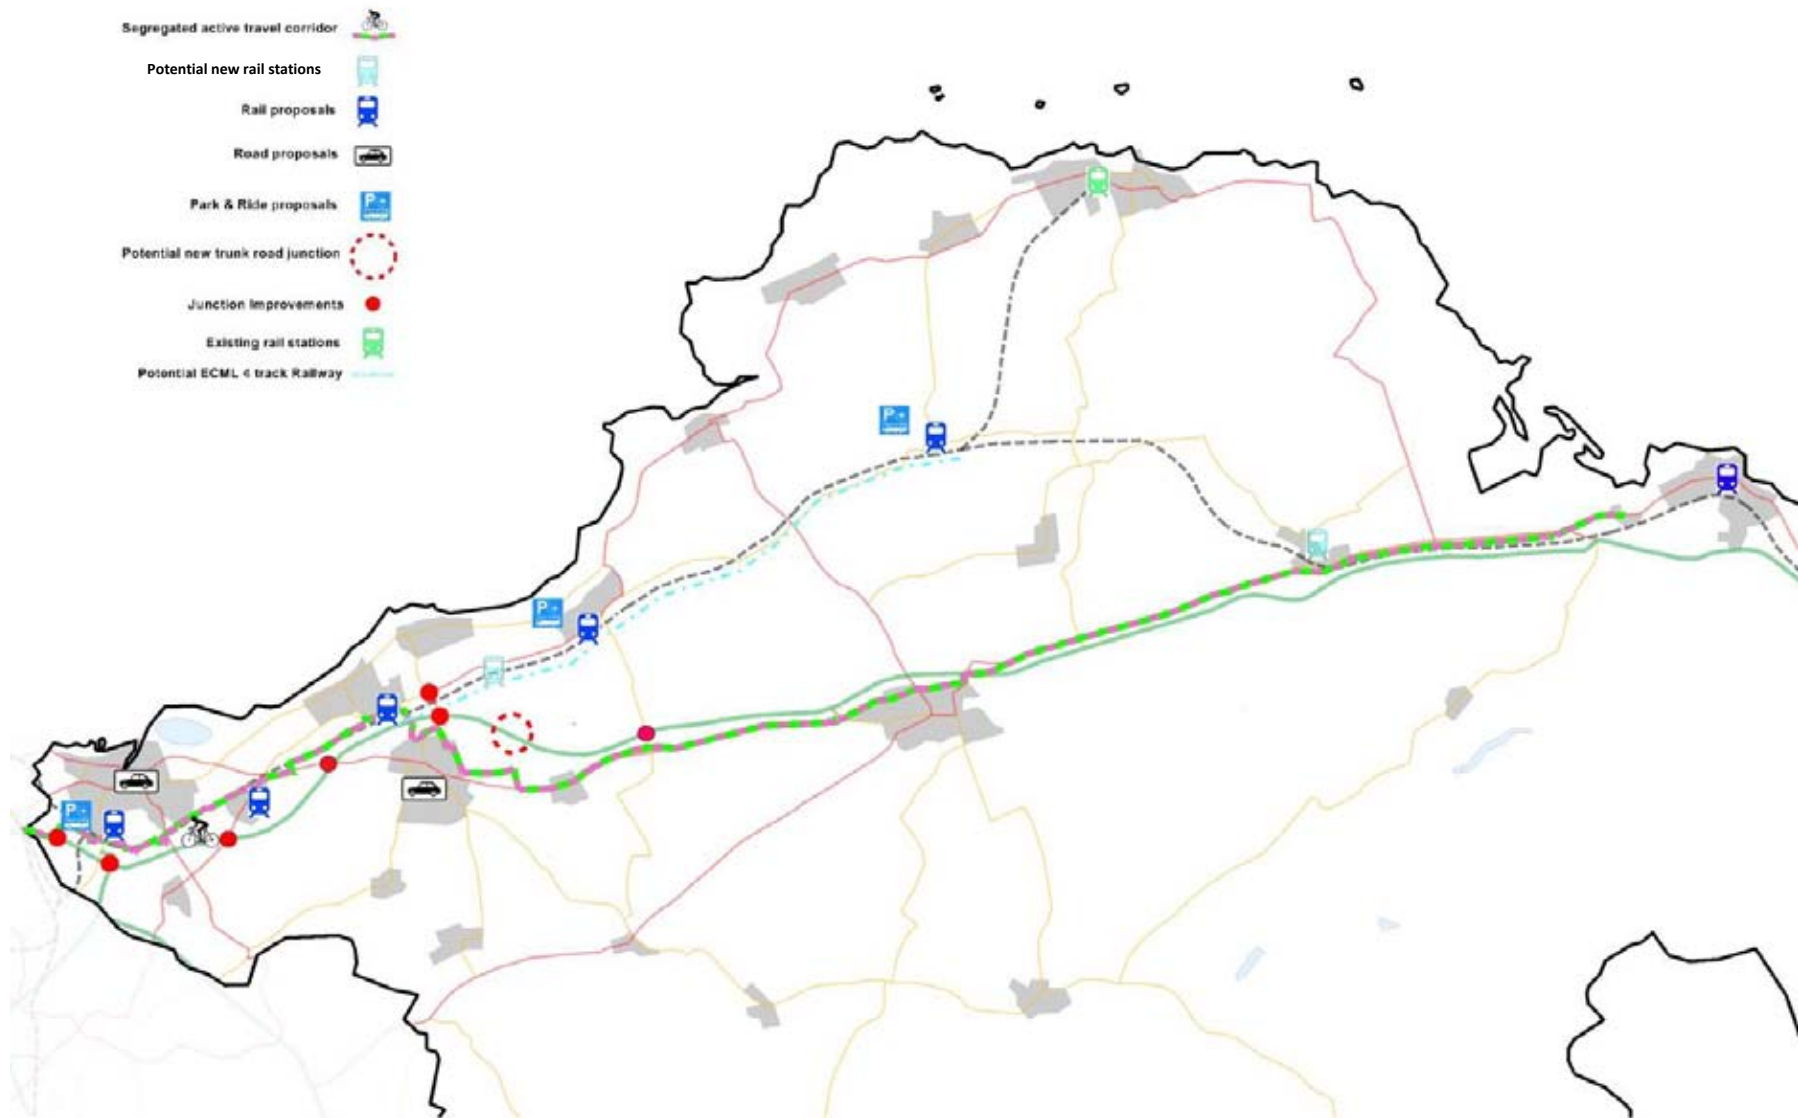 Segregated active travel corridor
Potential new rail stations
Rail proposals
Road proposals
Park & Ride proposals
Potential new trunk road junction
Junction Improvements
Existing rail stations
Potential ECML 4 track Railway